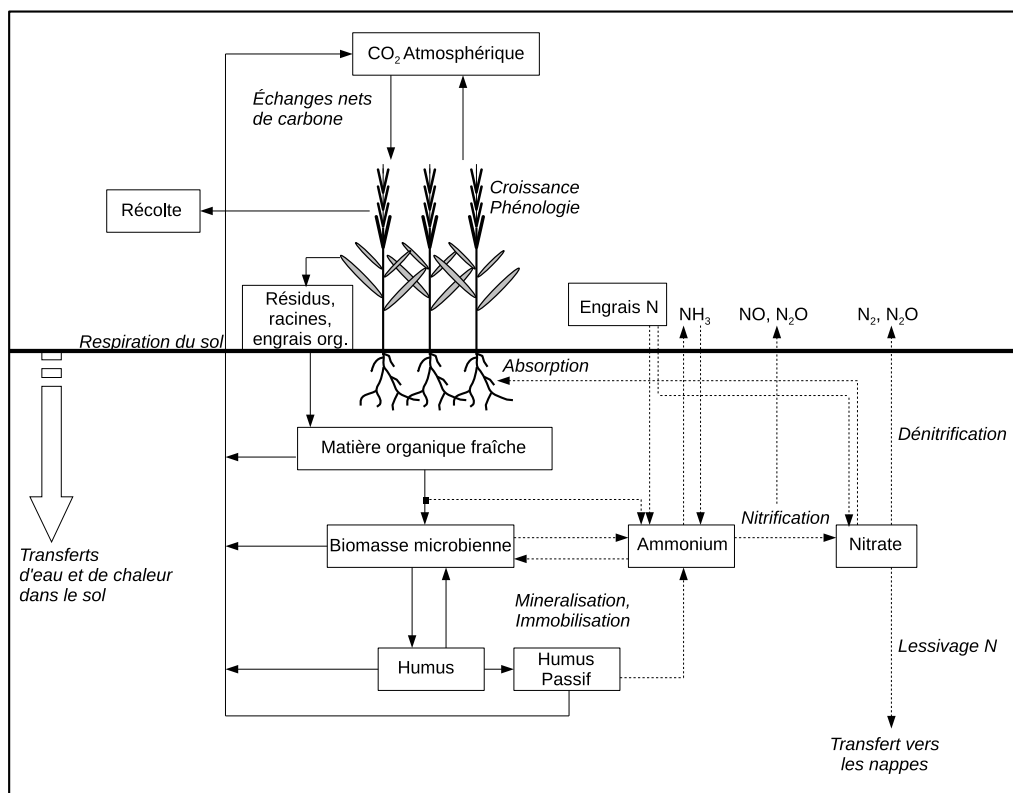 CO₂ Atmosphérique
Échanges nets
de carbone
Croissance
Phénologie
Récolte
Résidus,
racines,
engrais org.
Engrais N
NH₃
NO, N₂O
N₂, N₂O
Respiration du sol
Absorption
Matière organique fraîche
Dénitrification
Nitrification
Biomasse microbienne
Ammonium
Nitrate
Transferts
d'eau et de chaleur
dans le sol
Mineralisation,
Immobilisation
Humus
Humus
Passif
Lessivage N
Transfert vers
les nappes